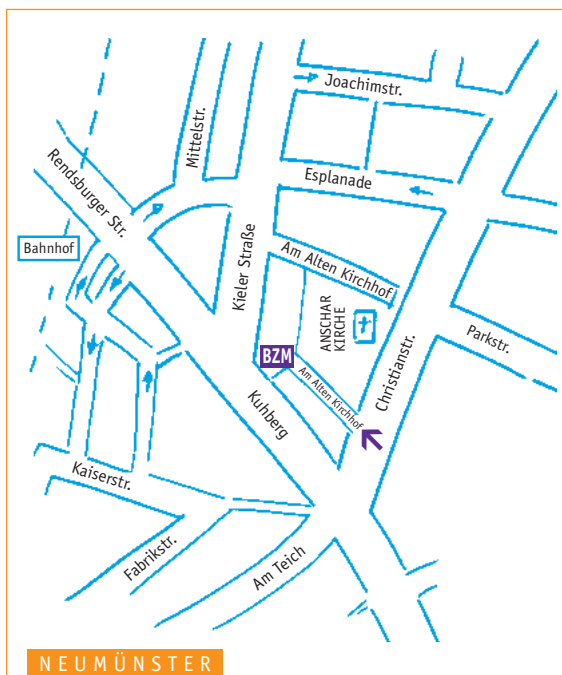 Joachimstr.
Mittelstr.
Rendsburger Str.
Esplanade
Bahnhof
Kieler Straße
Am Alten Kirchhof
ANSCHAR
KIRCHE
Parkstr.
BZM
Am Alten Kirchhof
Christianstr.
Kuhberg
Kaiserstr.
Fabrikstr.
Am Teich
NEUMÜNSTER